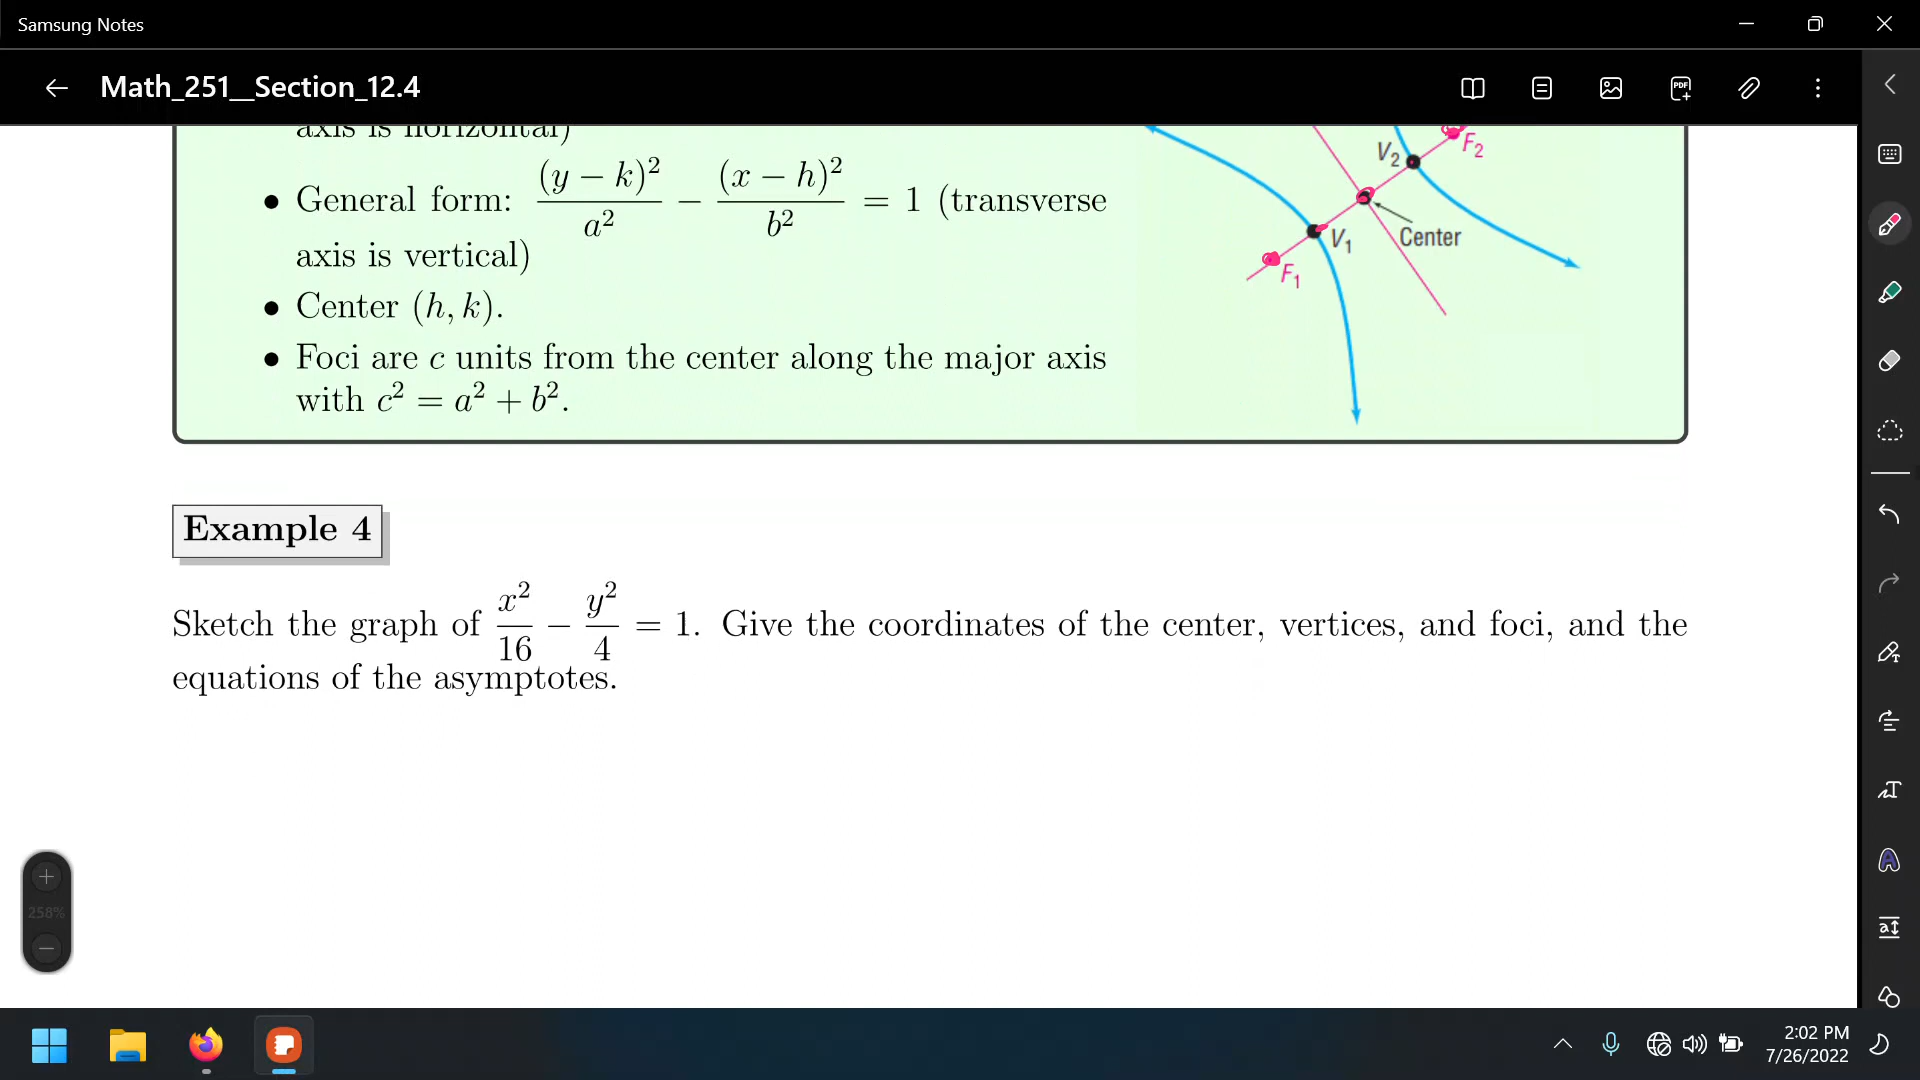 Samsung Notes
Math_251__Section_12.4
axis is horizontal)
• General form: (y − k)²/a² − (x − h)²/b² = 1 (transverse
axis is vertical)
• Center (h, k).
• Foci are c units from the center along the major axis
with c² = a² + b².
F₂
V₂
Center
V₁
F₁
Example 4
Sketch the graph of x²/16 − y²/4 = 1. Give the coordinates of the center, vertices, and foci, and the
equations of the asymptotes.
258%
2:02 PM
7/26/2022